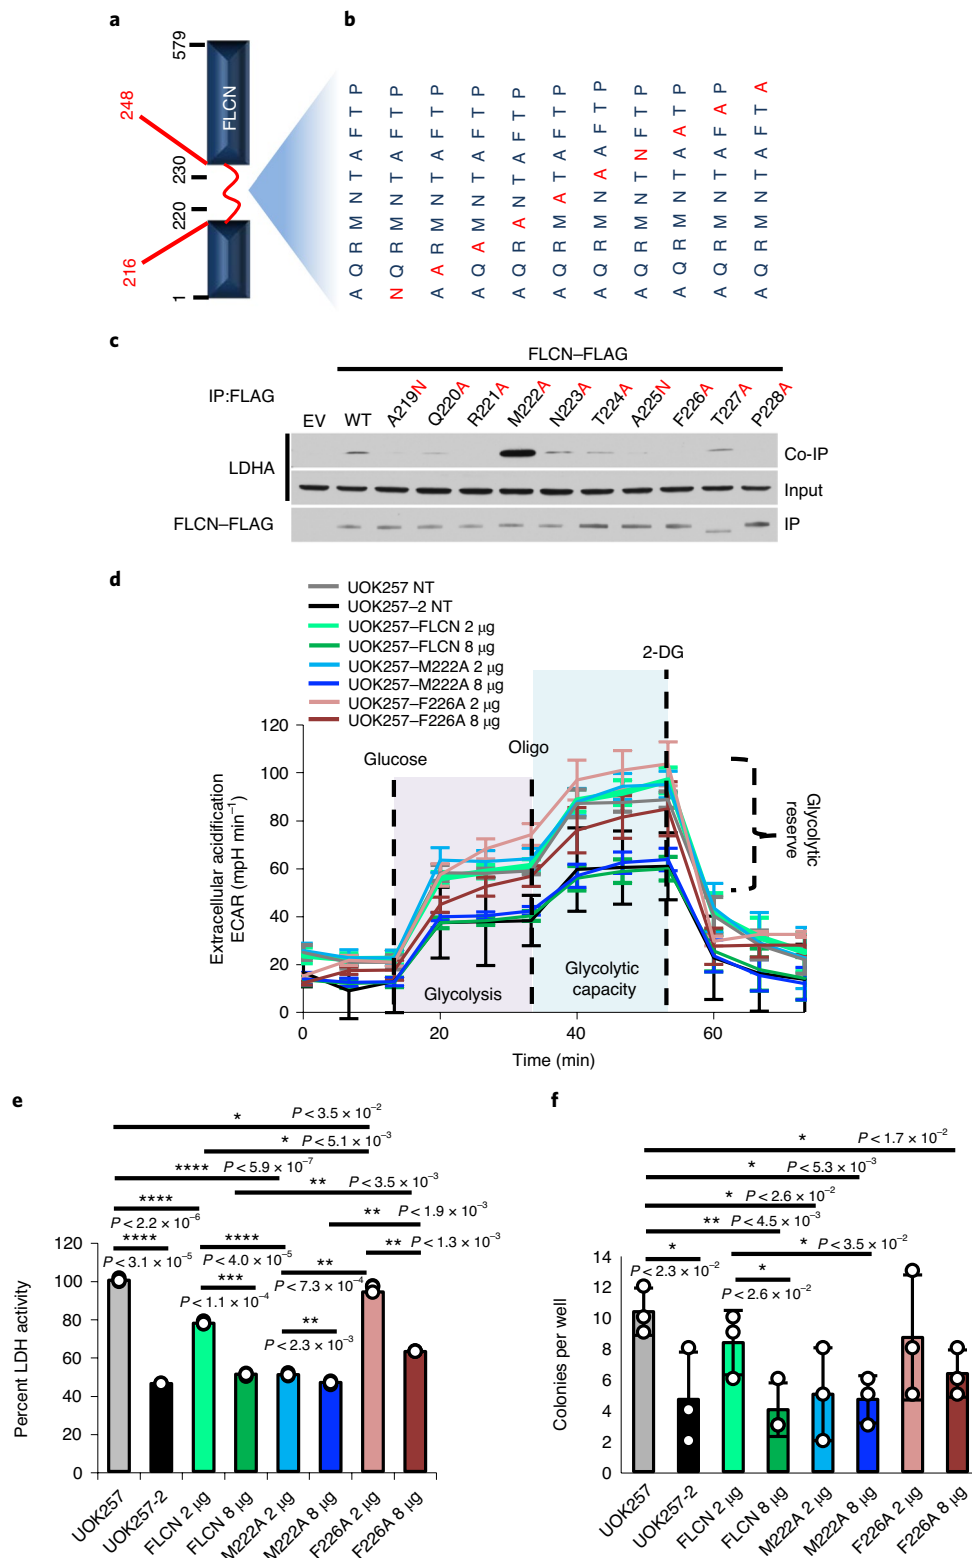 a
579
248
FLCN
230
220
216
1
b
A Q R M N T A F T P
N Q R M N T A F T P
A A R M N T A F T P
A Q A M N T A F T P
A Q R A N T A F T P
A Q R M A T A F T P
A Q R M N A A F T P
A Q R M N T N F T P
A Q R M N T A A T P
A Q R M N T A F A P
A Q R M N T A F T A
c
FLCN–FLAG
IP:FLAG
EV WT A219N Q220A R221A M222A N223A T224A A225N F226A T227A P228A
LDHA
Co-IP
Input
FLCN–FLAG
IP
d
UOK257 NT
UOK257–2 NT
UOK257–FLCN 2 μg
UOK257–FLCN 8 μg
UOK257–M222A 2 μg
UOK257–M222A 8 μg
UOK257–F226A 2 μg
UOK257–F226A 8 μg
2-DG
Oligo
Glucose
Glycolytic reserve
Glycolysis
Glycolytic
capacity
Extracellular acidification
ECAR (mpH min⁻¹)
120
100
80
60
40
20
0
0 20 40 60
Time (min)
e
* P < 3.5 × 10⁻²
* P < 5.1 × 10⁻³
**** P < 5.9 × 10⁻⁷
** P < 3.5 × 10⁻³
****
P < 2.2 × 10⁻⁶
** P < 1.9 × 10⁻³
****
P < 3.1 × 10⁻⁵
****
P < 4.0 × 10⁻⁵
** P < 1.3 × 10⁻³
**
P < 7.3 × 10⁻⁴
***
P < 1.1 × 10⁻⁴
**
P < 2.3 × 10⁻³
Percent LDH activity
120
100
80
60
40
20
0
UOK257
UOK257-2
FLCN 2 μg
FLCN 8 μg
M222A 2 μg
M222A 8 μg
F226A 2 μg
F226A 8 μg
f
* P < 1.7 × 10⁻²
* P < 5.3 × 10⁻³
* P < 2.6 × 10⁻²
** P < 4.5 × 10⁻³
*
P < 2.3 × 10⁻²
* P < 3.5 × 10⁻²
*
P < 2.6 × 10⁻²
Colonies per well
14
12
10
8
6
4
2
0
UOK257
UOK257-2
FLCN 2 μg
FLCN 8 μg
M222A 2 μg
M222A 8 μg
F226A 2 μg
F226A 8 μg